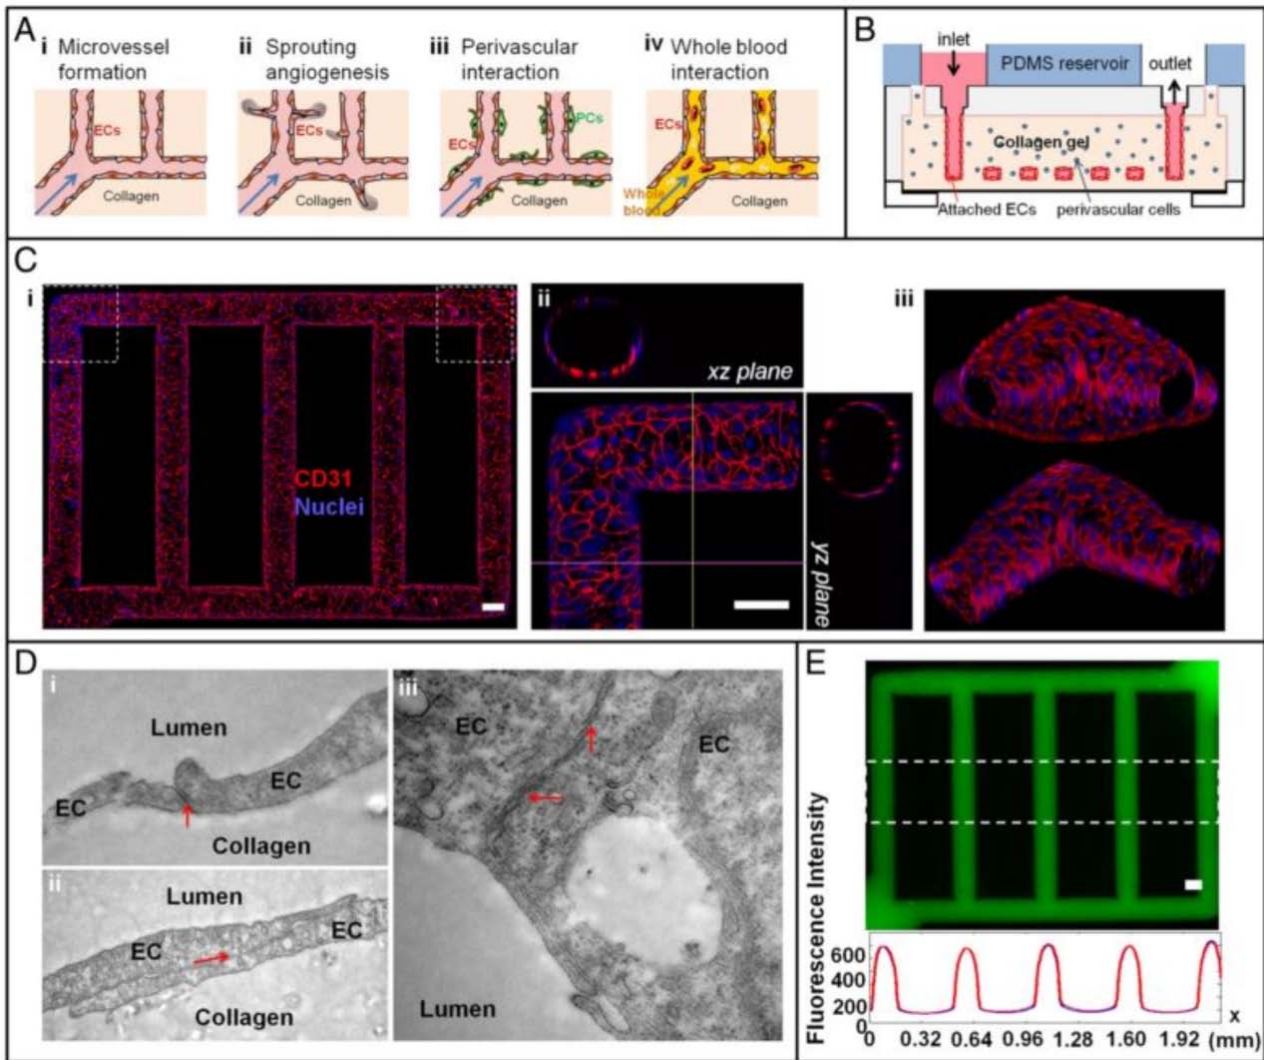 A
i Microvessel
formation
ECs
Collagen
ii Sprouting
angiogenesis
ECs
Collagen
iii Perivascular
interaction
PCs
ECs
Collagen
iv Whole blood
interaction
ECs
Whole
blood
Collagen
B
inlet
PDMS reservoir
outlet
Collagen gel
Attached ECs
perivascular cells
C
i
CD31
Nuclei
ii
xz plane
yz plane
iii
D
i
Lumen
EC
EC
Collagen
ii
Lumen
EC
EC
Collagen
iii
EC
EC
Lumen
E
Fluorescence Intensity
600
400
200
0
x
0 0.32 0.64 0.96 1.28 1.60 1.92 (mm)